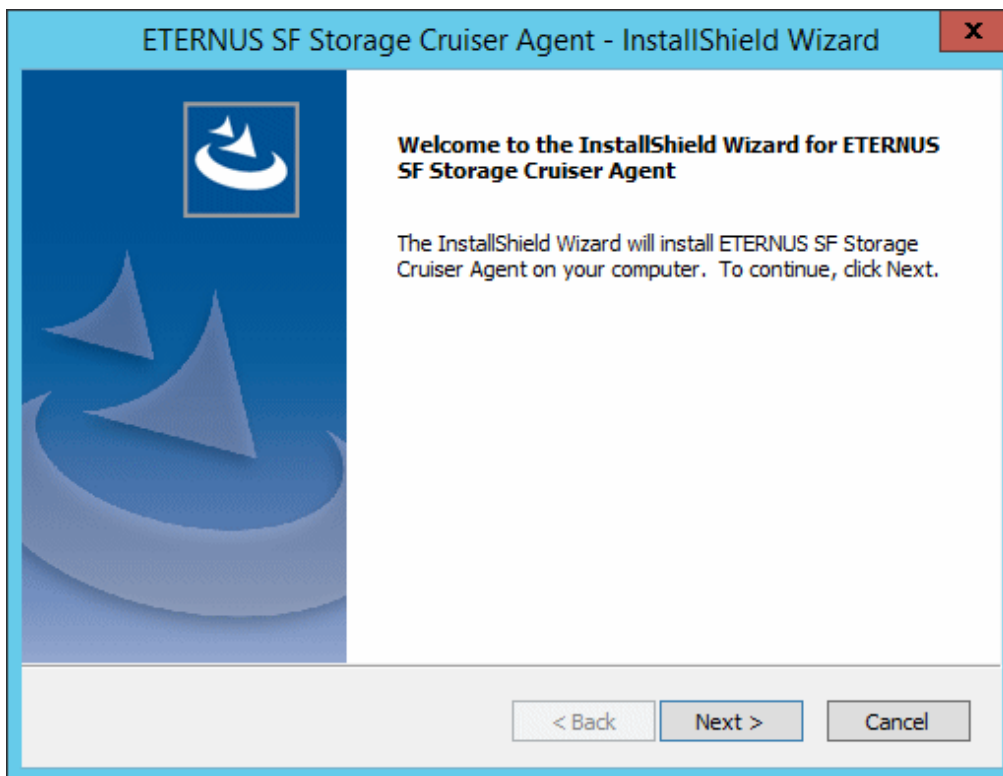 ETERNUS SF Storage Cruiser Agent - InstallShield Wizard
x
Welcome to the InstallShield Wizard for ETERNUS
SF Storage Cruiser Agent
The InstallShield Wizard will install ETERNUS SF Storage
Cruiser Agent on your computer. To continue, click Next.
< Back Next > Cancel